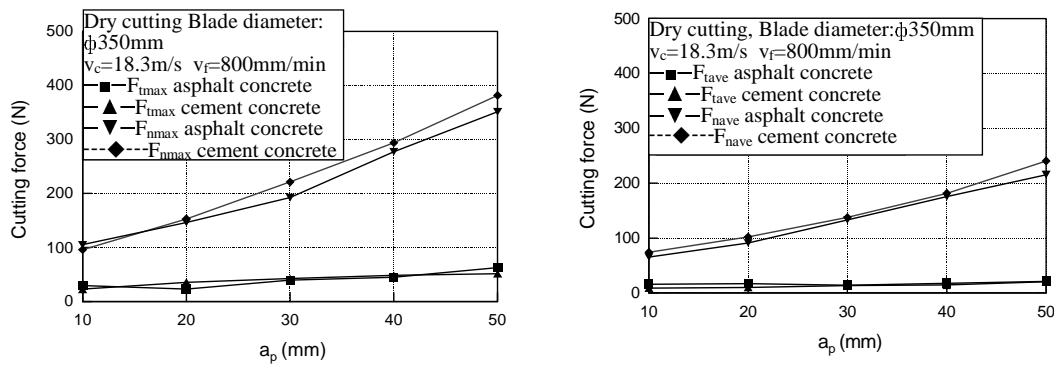 500
400
300
200
100
0
Cutting force (N)
Dry cutting Blade diameter:
ф350mm
vc=18.3m/s vf=800mm/min
Ftmax asphalt concrete
Ftmax cement concrete
Fnmax asphalt concrete
Fnmax cement concrete
10 20 30 40 50
ap (mm)
500
400
300
200
100
0
Cutting force (N)
Dry cutting, Blade diameter:ф350mm
vc=18.3m/s vf=800mm/min
Ftave asphalt concrete
Ftave cement concrete
Fnave asphalt concrete
Fnave cement concrete
10 20 30 40 50
ap (mm)